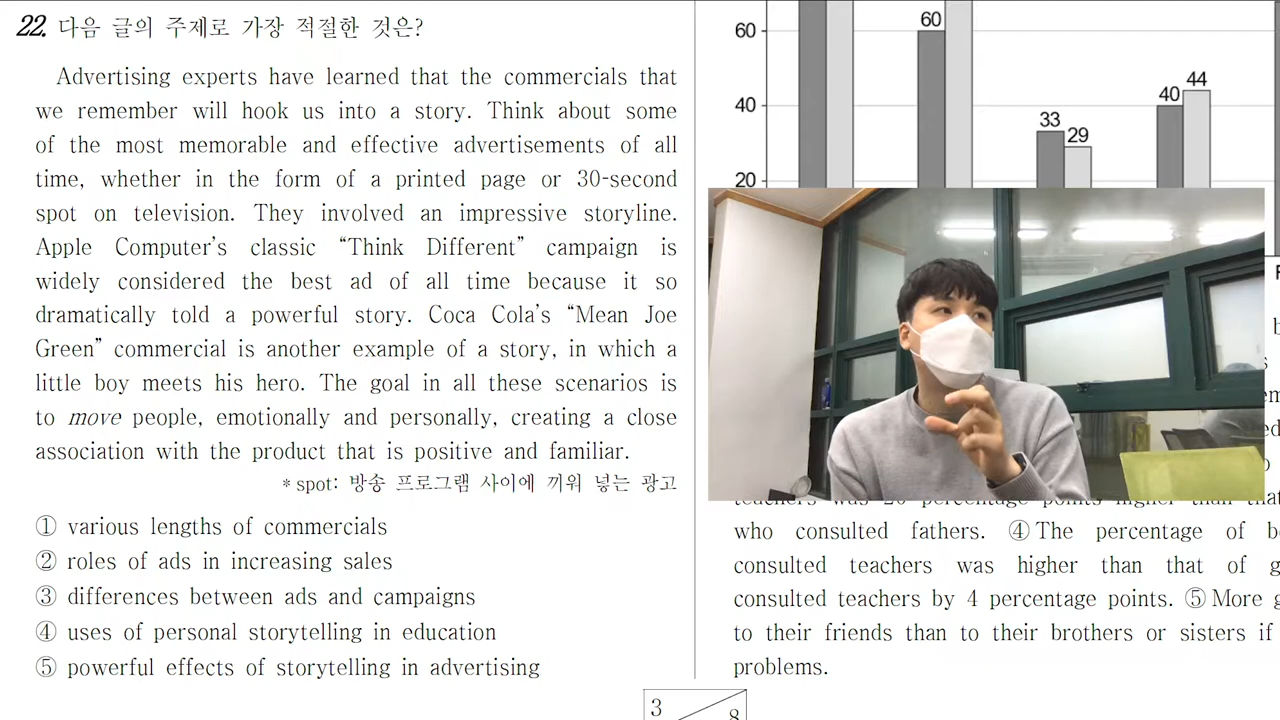 22. 다음 글의 주제로 가장 적절한 것은?
Advertising experts have learned that the commercials that
we remember will hook us into a story. Think about some
of the most memorable and effective advertisements of all
time, whether in the form of a printed page or 30-second
spot on television. They involved an impressive storyline.
Apple Computer's classic “Think Different” campaign is
widely considered the best ad of all time because it so
dramatically told a powerful story. Coca Cola's “Mean Joe
Green” commercial is another example of a story, in which a
little boy meets his hero. The goal in all these scenarios is
to move people, emotionally and personally, creating a close
association with the product that is positive and familiar.
* spot: 방송 프로그램 사이에 끼워 넣는 광고
① various lengths of commercials
② roles of ads in increasing sales
③ differences between ads and campaigns
④ uses of personal storytelling in education
⑤ powerful effects of storytelling in advertising
60
60
40
40
44
33
29
20
who consulted fathers. ④ The percentage of
consulted teachers was higher than that of
consulted teachers by 4 percentage points. ⑤ More
to their friends than to their brothers or sisters if
problems.
3
8